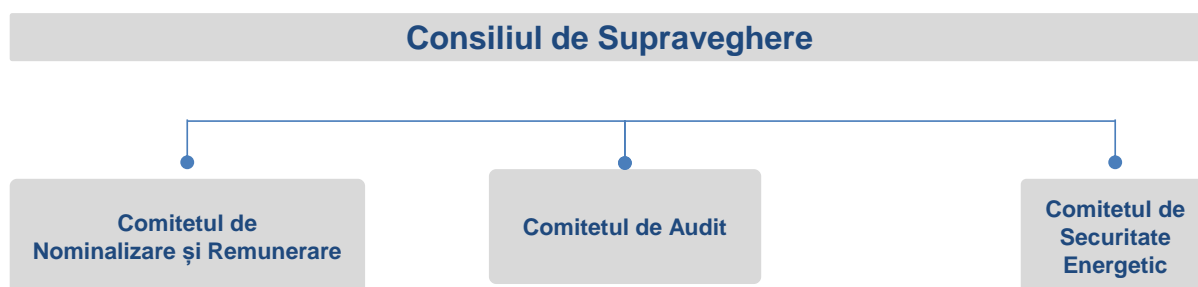 Consiliul de Supraveghere
Comitetul de
Nominalizare și Remunerare
Comitetul de Audit
Comitetul de
Securitate
Energetic